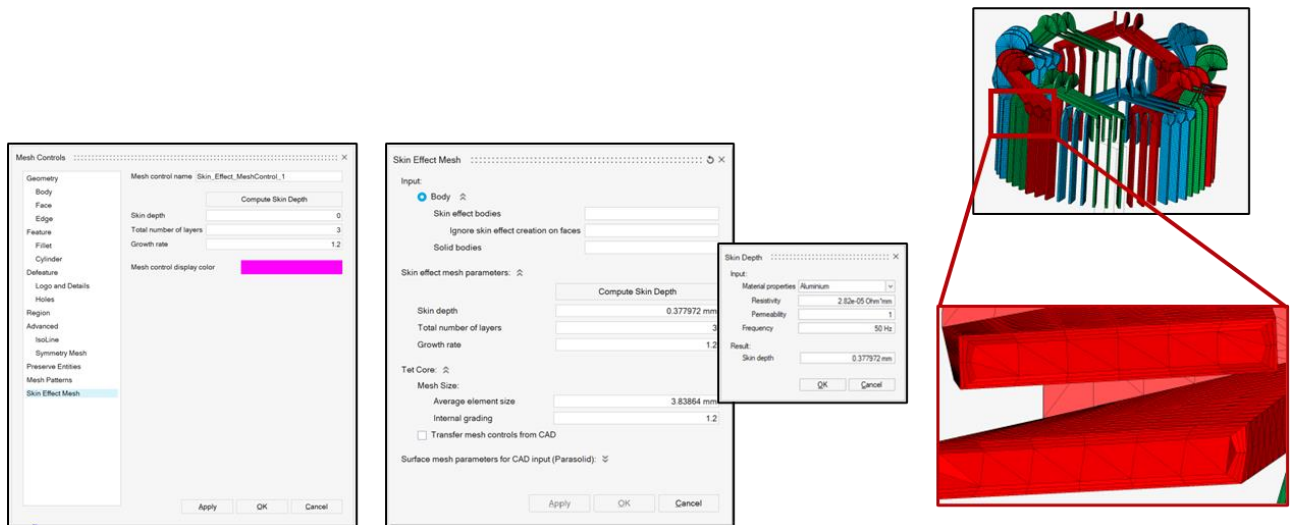 Mesh Controls
Geometry
Body
Face
Edge
Feature
Fillet
Cylinder
Defeature
Logo and Details
Holes
Region
Advanced
IsoLine
Symmetry Mesh
Preserve Entities
Mesh Patterns
Skin Effect Mesh
Mesh control name Skin_Effect_MeshControl_1
Compute Skin Depth
Skin depth 0
Total number of layers 3
Growth rate 1.2
Mesh control display color
Apply OK Cancel
Skin Effect Mesh
Input:
Body
Skin effect bodies
Ignore skin effect creation on faces
Solid bodies
Skin effect mesh parameters:
Compute Skin Depth
Skin depth 0.377972 mm
Total number of layers 3
Growth rate 1.2
Tet Core:
Mesh Size:
Average element size 3.83864 mm
Internal grading 1.2
Transfer mesh controls from CAD
Surface mesh parameters for CAD input (Parasolid):
Apply OK Cancel
Skin Depth
Input:
Material properties Aluminium
Resistivity 2.82e-05 Ohm*mm
Permeability 1
Frequency 50 Hz
Result:
Skin depth 0.377972 mm
OK Cancel